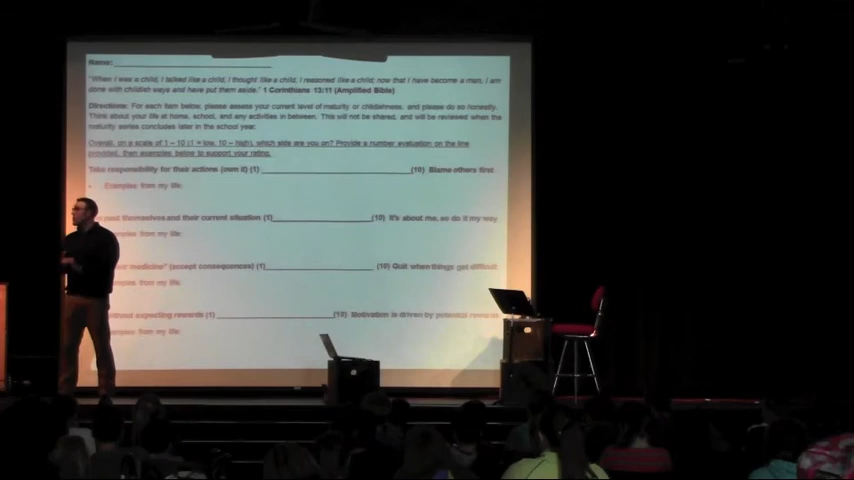 Name:
"When I was a child, I talked like a child, I thought like a child, I reasoned like a child; now that I have become a man, I am
done with childish ways and have put them aside." 1 Corinthians 13:11 (Amplified Bible)
Directions: For each item below, please assess your current level of maturity or childishness, and please do so honestly.
Think about your life at home, school, and any activities in between. This will not be shared, and will be reviewed when the
maturity series concludes later in the school year.
Overall, on a scale of 1 – 10 (1 = low, 10 – high), which side are you on? Provide a number evaluation on the line
provided, then examples below to support your rating.
Take responsibility for their actions (own it) (1) (10) Blame others first
• Examples from my life:
past themselves and their current situation (1) (10) It's about me, so do it my way
from my life:
medicine" (accept consequences) (1) (10) Quit when things get difficult
from my life:
without expecting rewards (1) (10) Motivation is driven by potential rewards
from my life: